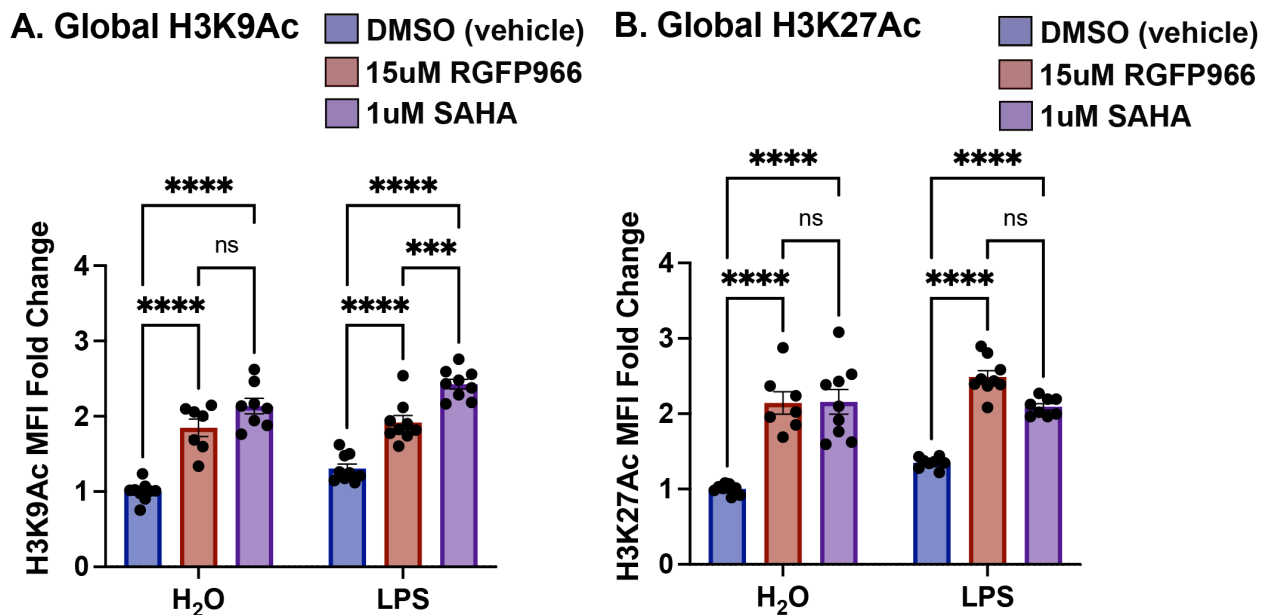 A. Global H3K9Ac
DMSO (vehicle)
15uM RGFP966
1uM SAHA
H3K9Ac MFI Fold Change
4
3
2
1
0
****
ns
****
****
***
****
H₂O
LPS
B. Global H3K27Ac
DMSO (vehicle)
15uM RGFP966
1uM SAHA
H3K27Ac MFI Fold Change
4
3
2
1
0
****
ns
****
****
ns
****
H₂O
LPS